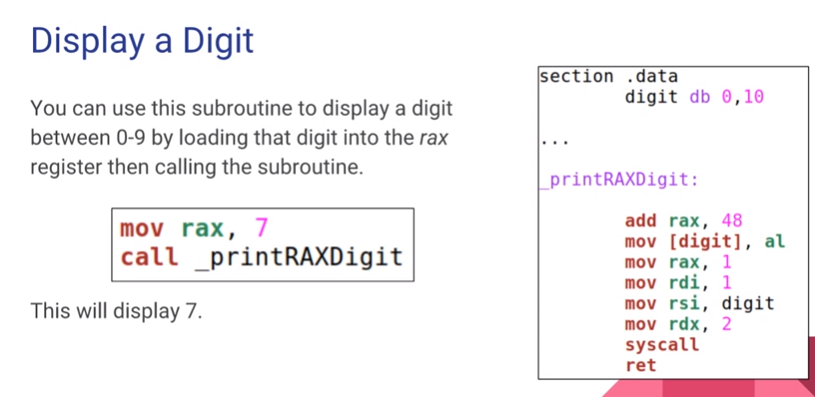 Display a Digit
You can use this subroutine to display a digit
between 0-9 by loading that digit into the rax
register then calling the subroutine.
mov rax, 7
call _printRAXDigit
This will display 7.
section .data
digit db 0,10
...
_printRAXDigit:
add rax, 48
mov [digit], al
mov rax, 1
mov rdi, 1
mov rsi, digit
mov rdx, 2
syscall
ret